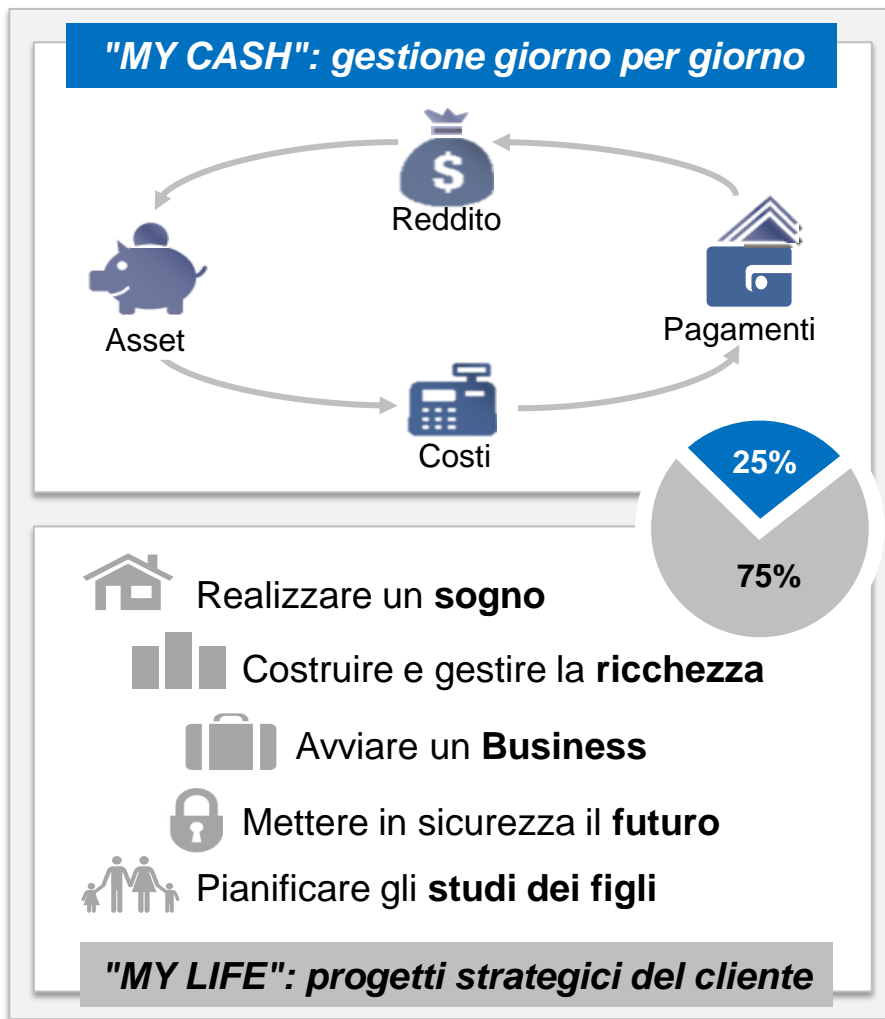 "MY CASH": gestione giorno per giorno
$
Reddito
Asset
Pagamenti
Costi
25%
75%
Realizzare un sogno
Costruire e gestire la ricchezza
Avviare un Business
Mettere in sicurezza il futuro
Pianificare gli studi dei figli
"MY LIFE": progetti strategici del cliente